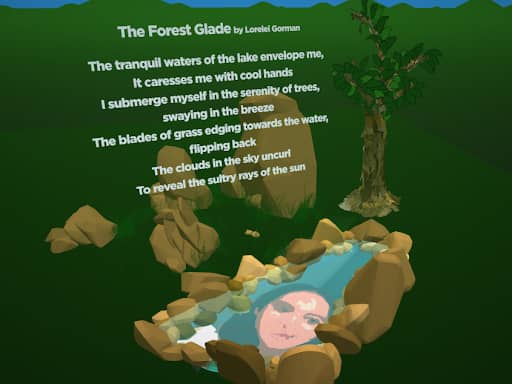 The Forest Glade by Lorelei Gorman
The tranquil waters of the lake envelope me,
It caresses me with cool hands
I submerge myself in the serenity of trees,
swaying in the breeze
The blades of grass edging towards the water,
flipping back
The clouds in the sky uncurl
To reveal the sultry rays of the sun